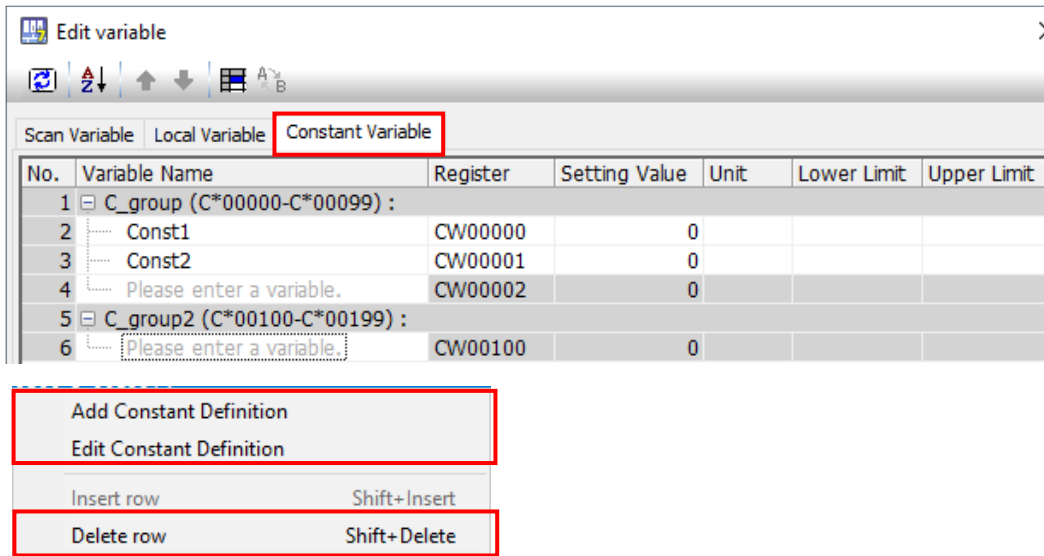 Edit variable
Scan Variable Local Variable Constant Variable
No. Variable Name Register Setting Value Unit Lower Limit Upper Limit
1 C_group (C*00000-C*00099) :
2 Const1 CW00000 0
3 Const2 CW00001 0
4 Please enter a variable. CW00002 0
5 C_group2 (C*00100-C*00199) :
6 Please enter a variable. CW00100 0
Add Constant Definition
Edit Constant Definition
Insert row Shift+Insert
Delete row Shift+Delete